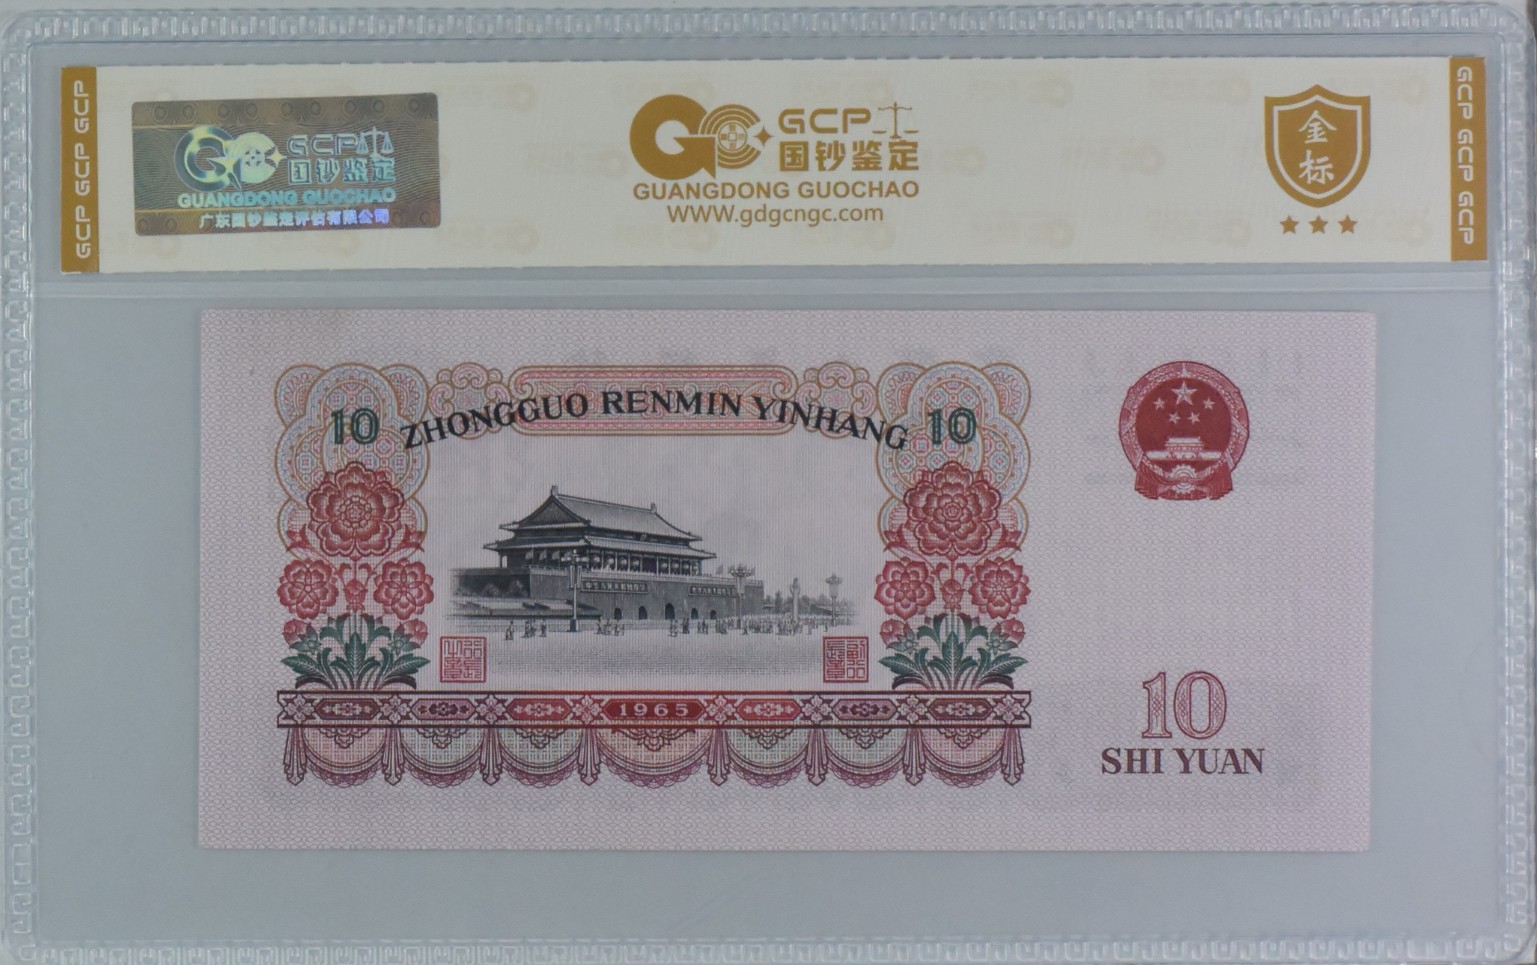 GCP GCP GCP
GCP
国钞鉴定
GUANGDONG GUOCHAO
广东国钞鉴定评估有限公司
GCP
国钞鉴定
GUANGDONG GUOCHAO
WWW.gdgcngc.com
金
标
GCP GCP GCP
10 ZHONGGUO RENMIN YINHANG 10
1965
10
SHI YUAN